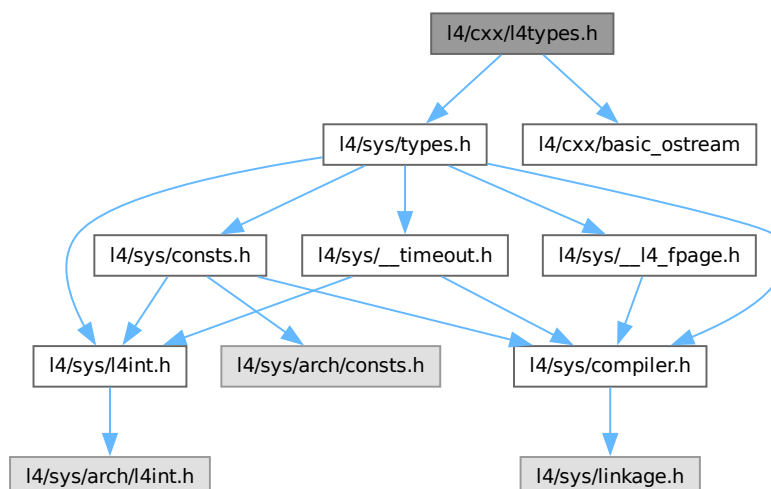 l4/cxx/l4types.h
l4/sys/types.h
l4/cxx/basic_ostream
l4/sys/consts.h
l4/sys/__timeout.h
l4/sys/__l4_fpage.h
l4/sys/l4int.h
l4/sys/arch/consts.h
l4/sys/compiler.h
l4/sys/arch/l4int.h
l4/sys/linkage.h